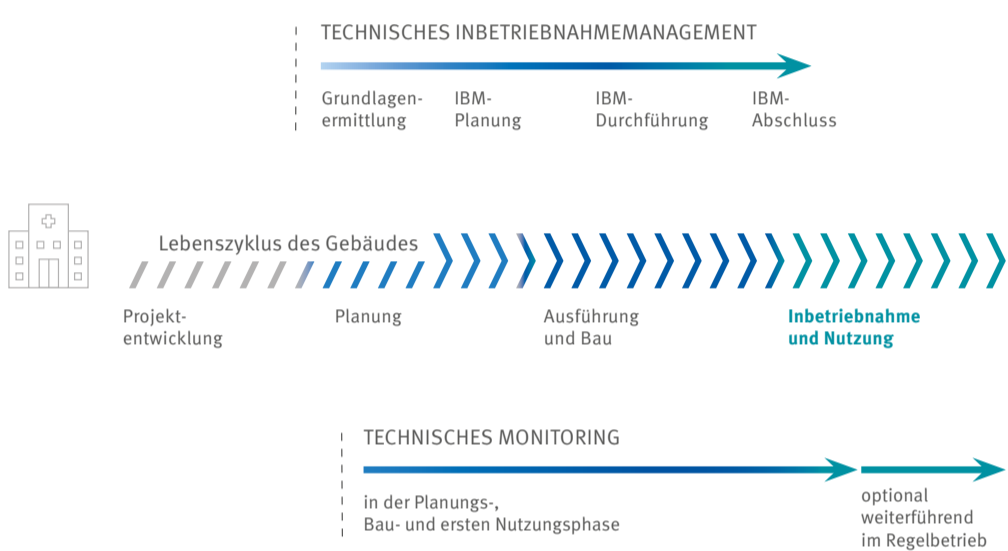 TECHNISCHES INBETRIEBNAHMEMANAGEMENT
Grundlagen-
ermittlung
IBM-
Planung
IBM-
Durchführung
IBM-
Abschluss
Lebenszyklus des Gebäudes
Projekt-
entwicklung
Planung
Ausführung
und Bau
Inbetriebnahme
und Nutzung
TECHNISCHES MONITORING
in der Planungs-,
Bau- und ersten Nutzungsphase
optional
weiterführend
im Regelbetrieb